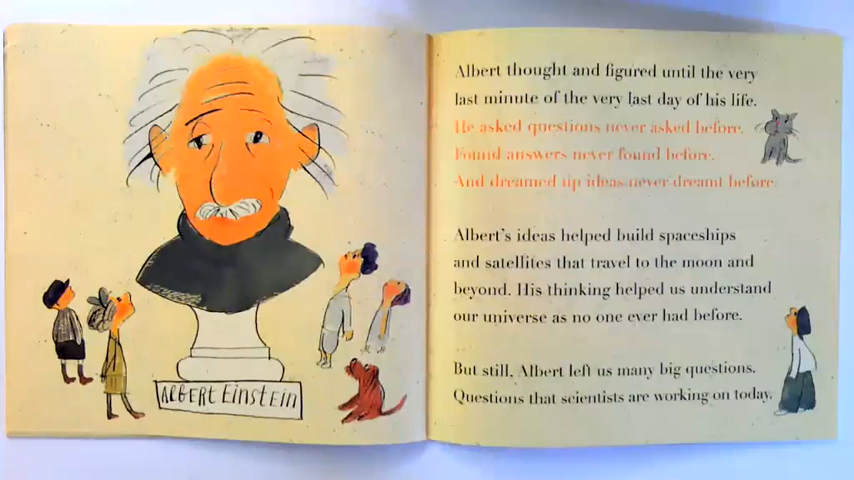 ALBERT EINSTEIN
Albert thought and figured until the very
last minute of the very last day of his life.
He asked questions never asked before.
Found answers never found before.
And dreamed up ideas never dreamt before.
Albert's ideas helped build spaceships
and satellites that travel to the moon and
beyond. His thinking helped us understand
our universe as no one ever had before.
But still, Albert left us many big questions.
Questions that scientists are working on today.